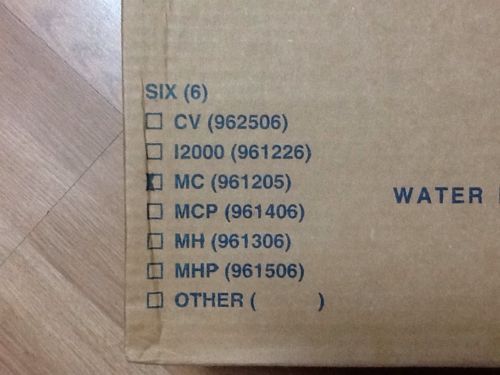 SIX (6)
CV (962506)
I2000 (961226)
MC (961205)
MCP (961406)
MH (961306)
MHP (961506)
OTHER ( )
WATER